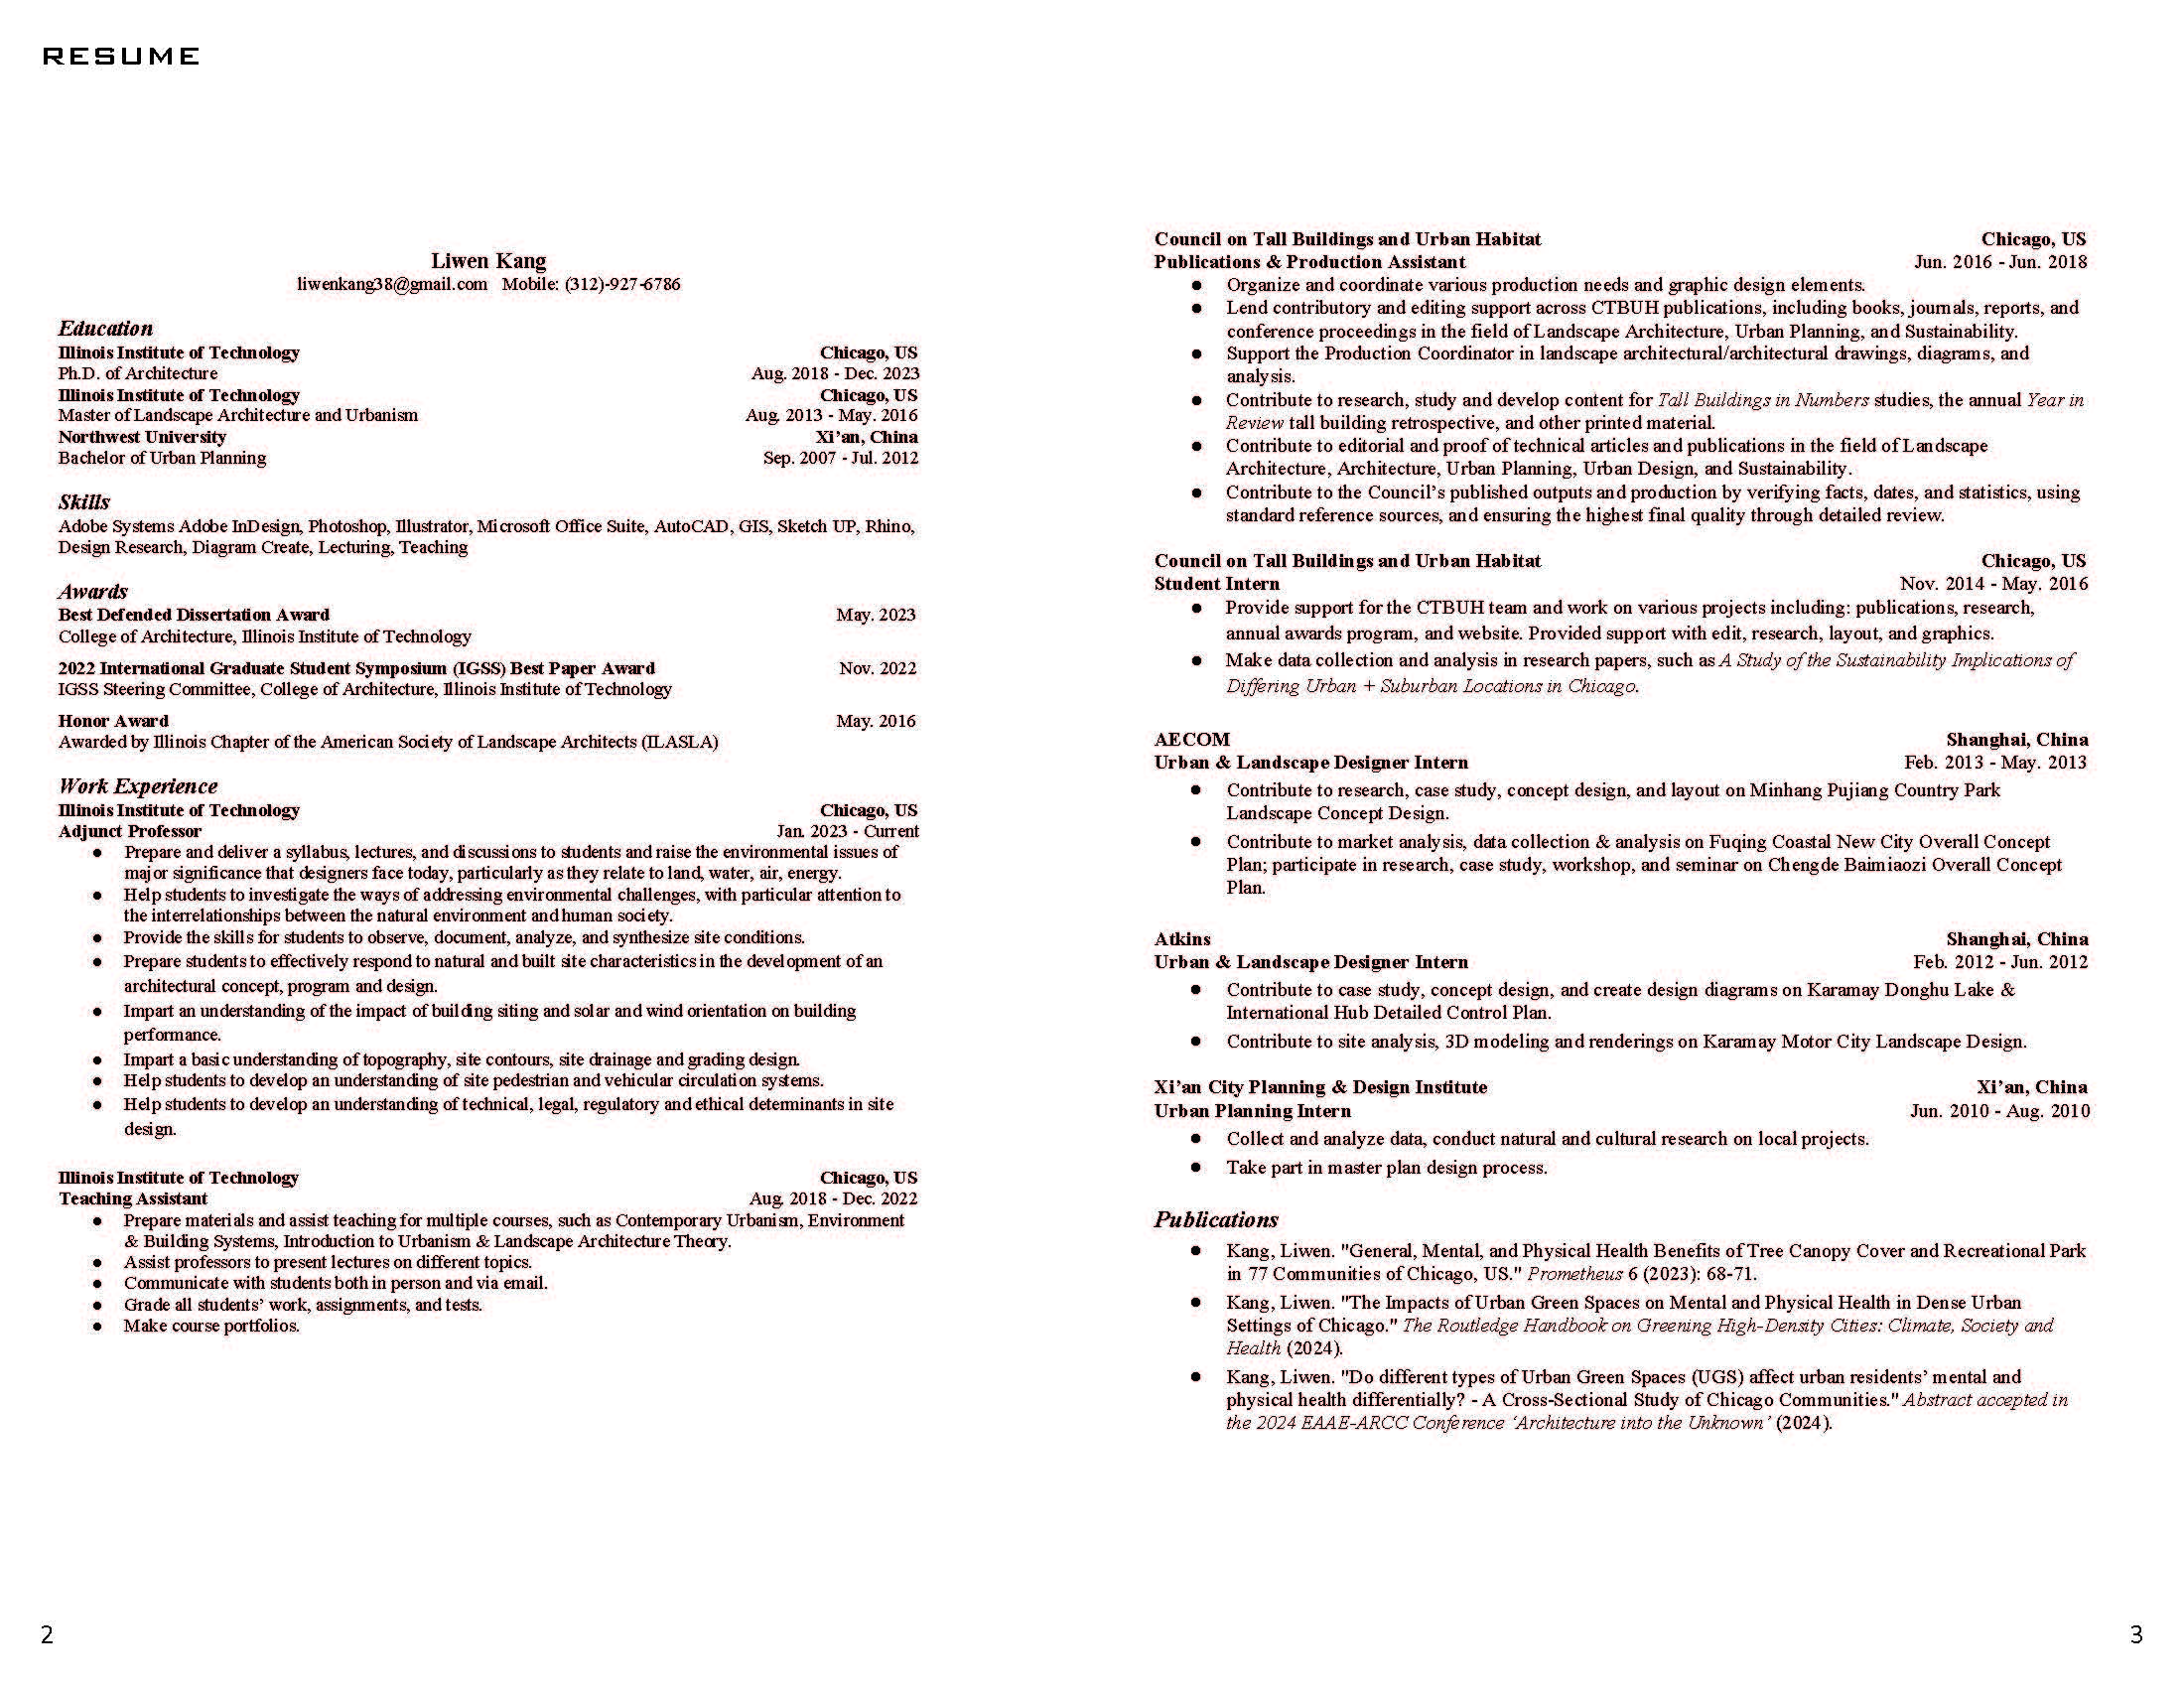 RESUME
Liwen Kang
liwenkang38@gmail.com Mobile: (312)-927-6786
Education
Illinois Institute of Technology Chicago, US
Ph.D. of Architecture Aug. 2018 - Dec. 2023
Illinois Institute of Technology Chicago, US
Master of Landscape Architecture and Urbanism Aug. 2013 - May. 2016
Northwest University Xi’an, China
Bachelor of Urban Planning Sep. 2007 - Jul. 2012
Skills
Adobe Systems Adobe InDesign, Photoshop, Illustrator, Microsoft Office Suite, AutoCAD, GIS, Sketch UP, Rhino,
Design Research, Diagram Create, Lecturing, Teaching
Awards
Best Defended Dissertation Award May. 2023
College of Architecture, Illinois Institute of Technology
2022 International Graduate Student Symposium (IGSS) Best Paper Award Nov. 2022
IGSS Steering Committee, College of Architecture, Illinois Institute of Technology
Honor Award May. 2016
Awarded by Illinois Chapter of the American Society of Landscape Architects (ILASLA)
Work Experience
Illinois Institute of Technology Chicago, US
Adjunct Professor Jan. 2023 - Current
● Prepare and deliver a syllabus, lectures, and discussions to students and raise the environmental issues of
major significance that designers face today, particularly as they relate to land, water, air, energy.
● Help students to investigate the ways of addressing environmental challenges, with particular attention to
the interrelationships between the natural environment and human society.
● Provide the skills for students to observe, document, analyze, and synthesize site conditions.
● Prepare students to effectively respond to natural and built site characteristics in the development of an
architectural concept, program and design.
● Impart an understanding of the impact of building siting and solar and wind orientation on building
performance.
● Impart a basic understanding of topography, site contours, site drainage and grading design.
● Help students to develop an understanding of site pedestrian and vehicular circulation systems.
● Help students to develop an understanding of technical, legal, regulatory and ethical determinants in site
design.
Illinois Institute of Technology Chicago, US
Teaching Assistant Aug. 2018 - Dec. 2022
● Prepare materials and assist teaching for multiple courses, such as Contemporary Urbanism, Environment
& Building Systems, Introduction to Urbanism & Landscape Architecture Theory.
● Assist professors to present lectures on different topics.
● Communicate with students both in person and via email.
● Grade all students’ work, assignments, and tests.
● Make course portfolios.
2
Council on Tall Buildings and Urban Habitat Chicago, US
Publications & Production Assistant Jun. 2016 - Jun. 2018
● Organize and coordinate various production needs and graphic design elements.
● Lend contributory and editing support across CTBUH publications, including books, journals, reports, and
conference proceedings in the field of Landscape Architecture, Urban Planning, and Sustainability.
● Support the Production Coordinator in landscape architectural/architectural drawings, diagrams, and
analysis.
● Contribute to research, study and develop content for Tall Buildings in Numbers studies, the annual Year in
Review tall building retrospective, and other printed material.
● Contribute to editorial and proof of technical articles and publications in the field of Landscape
Architecture, Architecture, Urban Planning, Urban Design, and Sustainability.
● Contribute to the Council’s published outputs and production by verifying facts, dates, and statistics, using
standard reference sources, and ensuring the highest final quality through detailed review.
Council on Tall Buildings and Urban Habitat Chicago, US
Student Intern Nov. 2014 - May. 2016
● Provide support for the CTBUH team and work on various projects including: publications, research,
annual awards program, and website. Provided support with edit, research, layout, and graphics.
● Make data collection and analysis in research papers, such as A Study of the Sustainability Implications of
Differing Urban + Suburban Locations in Chicago.
AECOM Shanghai, China
Urban & Landscape Designer Intern Feb. 2013 - May. 2013
● Contribute to research, case study, concept design, and layout on Minhang Pujiang Country Park
Landscape Concept Design.
● Contribute to market analysis, data collection & analysis on Fuqing Coastal New City Overall Concept
Plan; participate in research, case study, workshop, and seminar on Chengde Baimiaozi Overall Concept
Plan.
Atkins Shanghai, China
Urban & Landscape Designer Intern Feb. 2012 - Jun. 2012
● Contribute to case study, concept design, and create design diagrams on Karamay Donghu Lake &
International Hub Detailed Control Plan.
● Contribute to site analysis, 3D modeling and renderings on Karamay Motor City Landscape Design.
Xi’an City Planning & Design Institute Xi’an, China
Urban Planning Intern Jun. 2010 - Aug. 2010
● Collect and analyze data, conduct natural and cultural research on local projects.
● Take part in master plan design process.
Publications
● Kang, Liwen. "General, Mental, and Physical Health Benefits of Tree Canopy Cover and Recreational Park
in 77 Communities of Chicago, US." Prometheus 6 (2023): 68-71.
● Kang, Liwen. "The Impacts of Urban Green Spaces on Mental and Physical Health in Dense Urban
Settings of Chicago." The Routledge Handbook on Greening High-Density Cities: Climate, Society and
Health (2024).
● Kang, Liwen. "Do different types of Urban Green Spaces (UGS) affect urban residents’ mental and
physical health differentially? - A Cross-Sectional Study of Chicago Communities." Abstract accepted in
the 2024 EAAE-ARCC Conference ‘Architecture into the Unknown’ (2024).
3